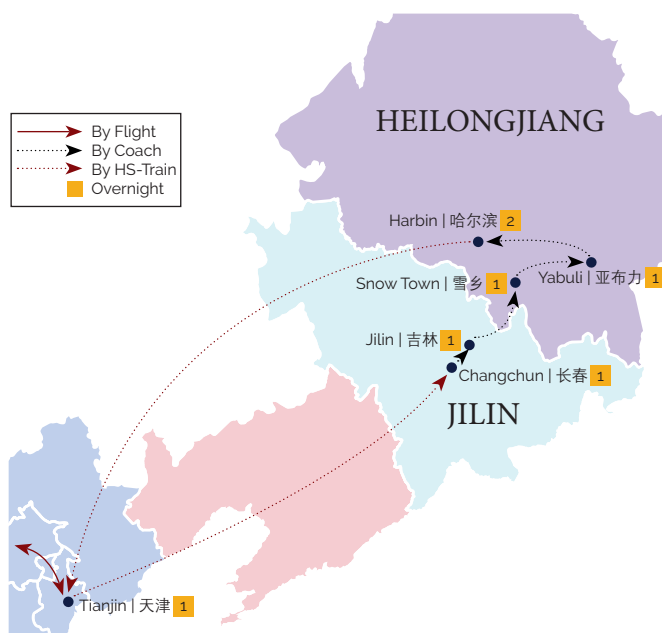 By Flight
By Coach
By HS-Train
Overnight
HEILONGJIANG
Harbin | 哈尔滨 2
Snow Town | 雪乡 1
Yabuli | 亚布力 1
Jilin | 吉林 1
Changchun | 长春 1
JILIN
Tianjin | 天津 1